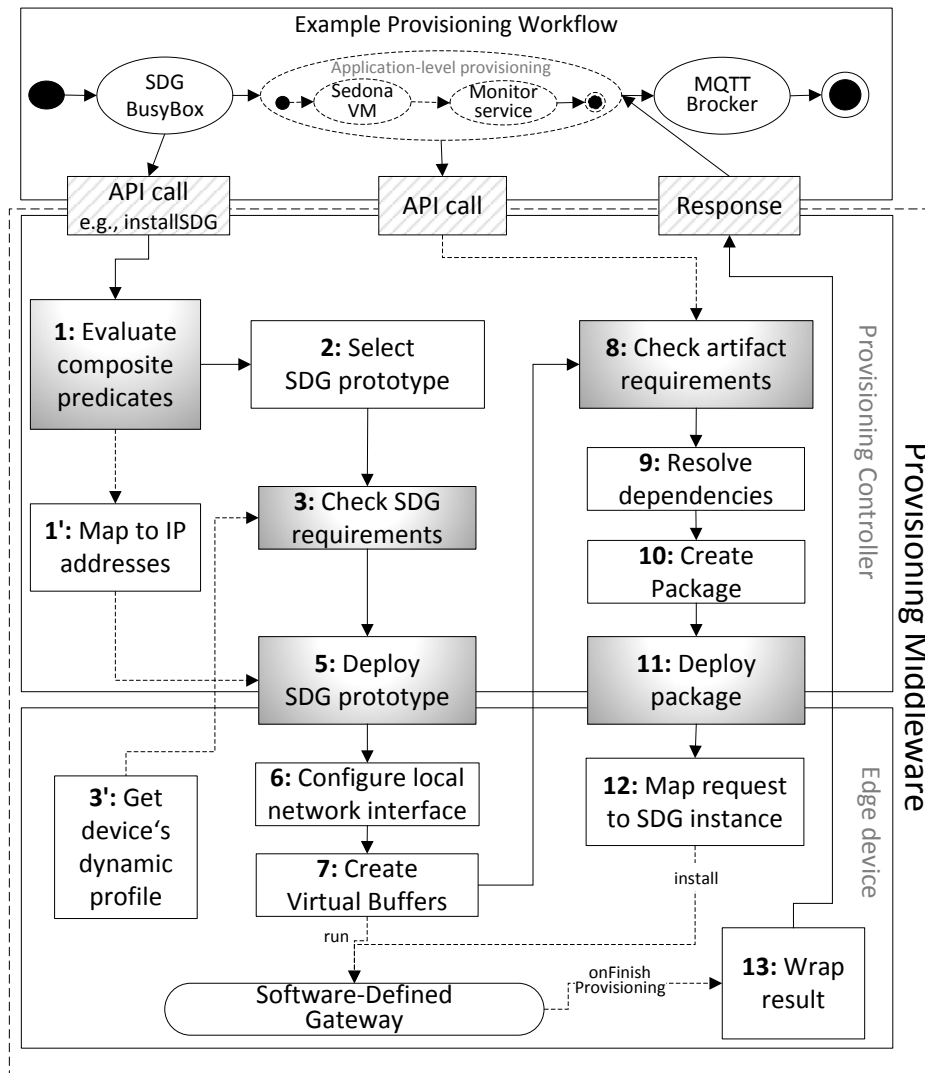 Example Provisioning Workflow
SDG
BusyBox
Application-level provisioning
Sedona
VM
Monitor
service
MQTT
Brocker
API call
e.g., installSDG
API call
Response
1: Evaluate
composite
predicates
2: Select
SDG prototype
8: Check artifact
requirements
9: Resolve
dependencies
3: Check SDG
requirements
1': Map to IP
addresses
10: Create
Package
5: Deploy
SDG prototype
11: Deploy
package
Provisioning Controller
Provisioning Middleware
3': Get
device‘s
dynamic
profile
6: Configure local
network interface
12: Map request
to SDG instance
7: Create
Virtual Buffers
Edge device
install
run
onFinish
Provisioning
13: Wrap
result
Software-Defined
Gateway